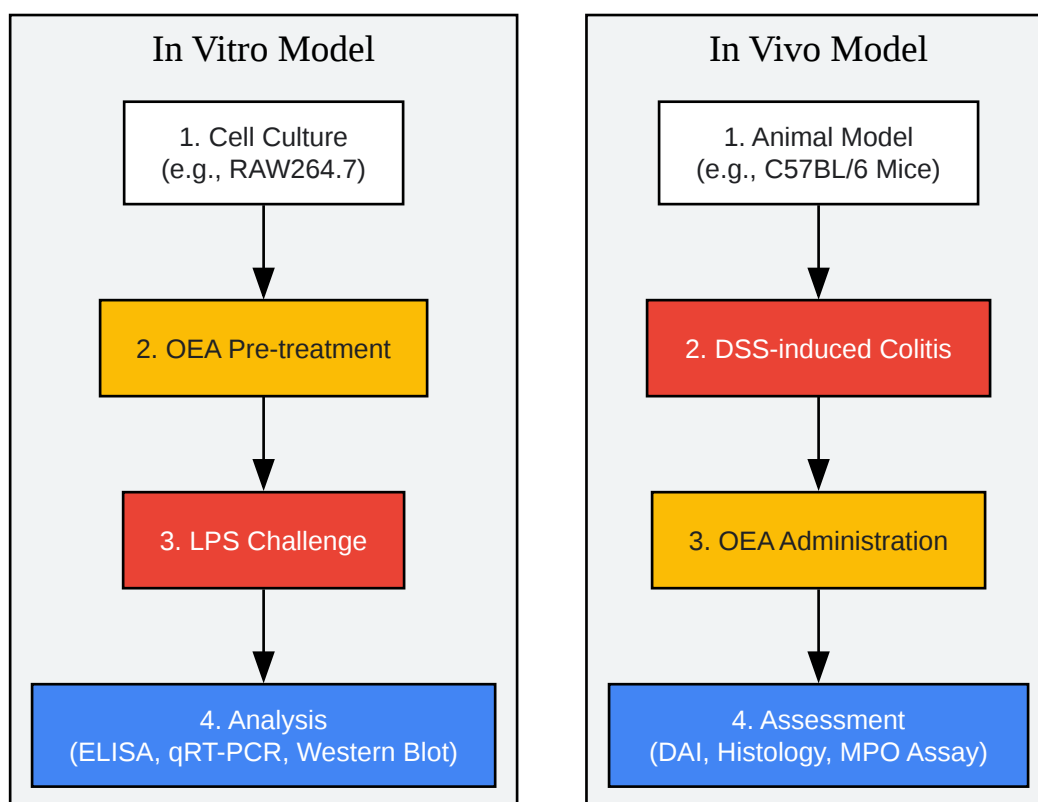 In Vitro Model
1. Cell Culture
(e.g., RAW264.7)
2. OEA Pre-treatment
3. LPS Challenge
4. Analysis
(ELISA, qRT-PCR, Western Blot)
In Vivo Model
1. Animal Model
(e.g., C57BL/6 Mice)
2. DSS-induced Colitis
3. OEA Administration
4. Assessment
(DAI, Histology, MPO Assay)